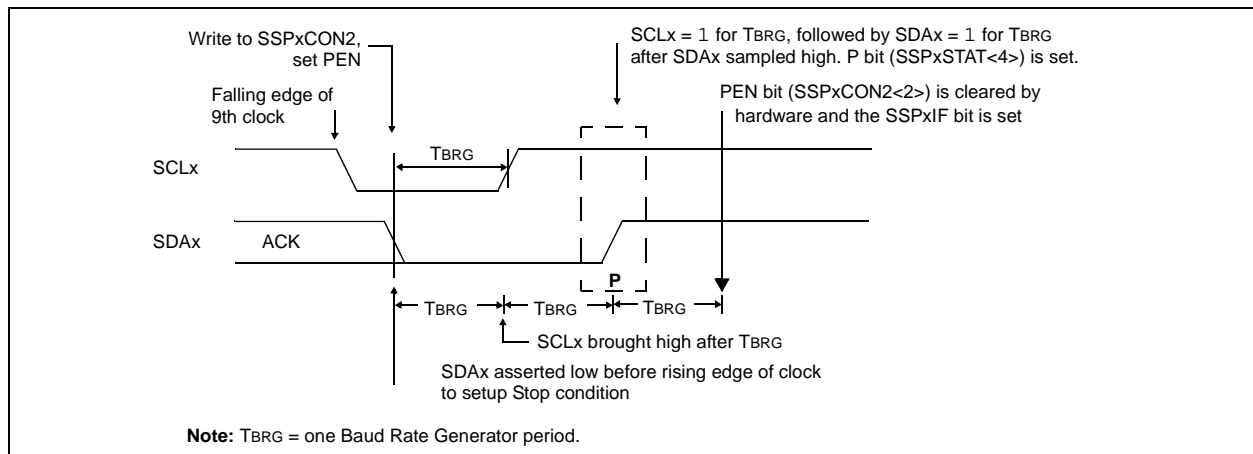 Write to SSPxCON2,
set PEN
SCLx = 1 for TBRG, followed by SDAx = 1 for TBRG
after SDAx sampled high. P bit (SSPxSTAT<4>) is set.
Falling edge of
9th clock
PEN bit (SSPxCON2<2>) is cleared by
hardware and the SSPxIF bit is set
TBRG
SCLx
SDAx
ACK
P
TBRG
TBRG
TBRG
SCLx brought high after TBRG
SDAx asserted low before rising edge of clock
to setup Stop condition
Note: TBRG = one Baud Rate Generator period.